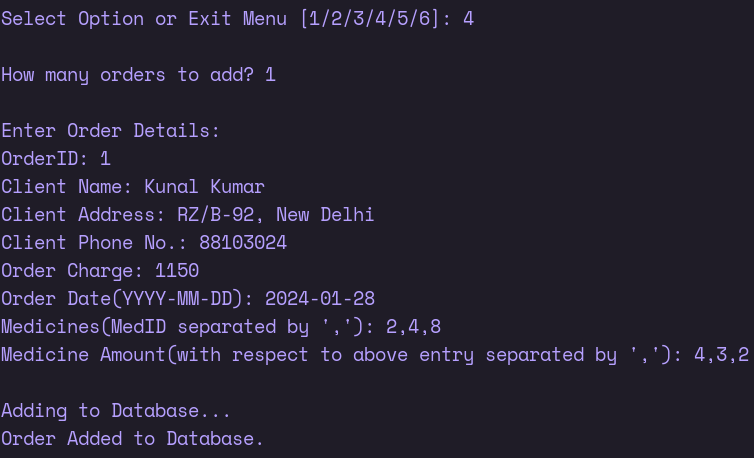 Select Option or Exit Menu [1/2/3/4/5/6]: 4
How many orders to add? 1
Enter Order Details:
OrderID: 1
Client Name: Kunal Kumar
Client Address: RZ/B-92, New Delhi
Client Phone No.: 88103024
Order Charge: 1150
Order Date(YYYY-MM-DD): 2024-01-28
Medicines(MedID separated by ','): 2,4,8
Medicine Amount(with respect to above entry separated by ','): 4,3,2
Adding to Database...
Order Added to Database.